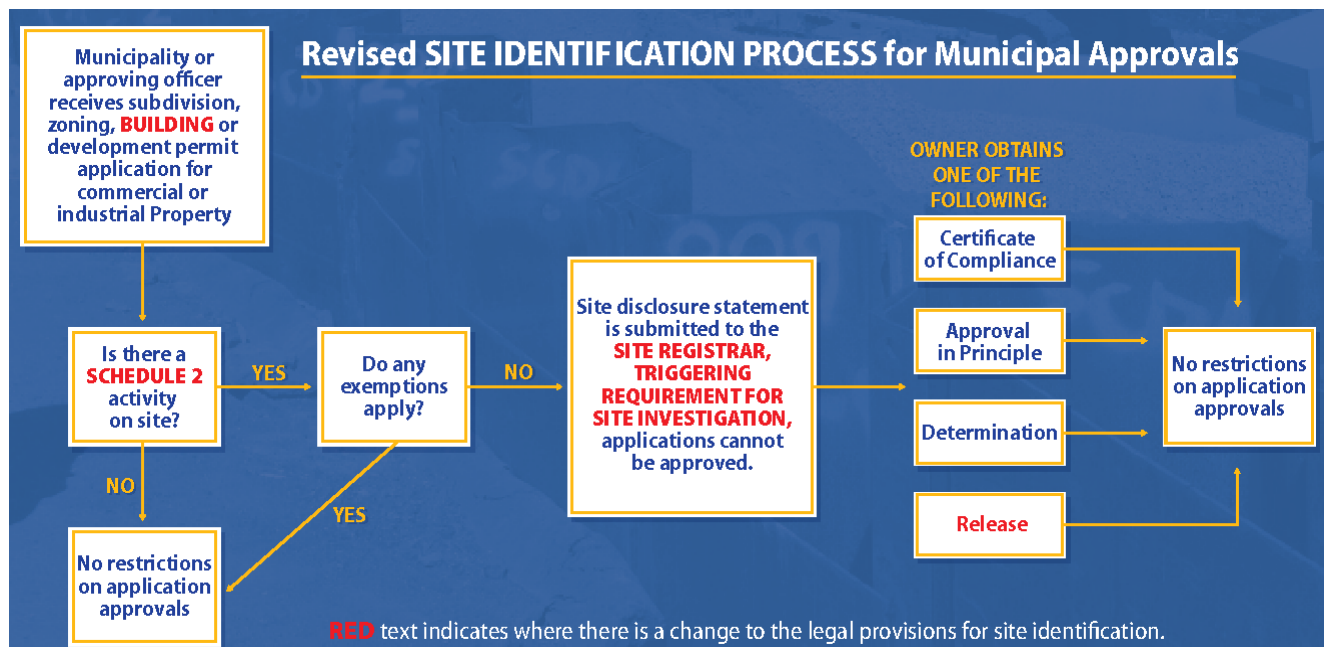 Revised SITE IDENTIFICATION PROCESS for Municipal Approvals
Municipality or
approving officer
receives subdivision,
zoning, BUILDING or
development permit
application for
commercial or
industrial Property
Is there a
SCHEDULE 2
activity
on site?
YES
NO
Do any
exemptions
apply?
NO
YES
No restrictions
on application
approvals
Site disclosure statement
is submitted to the
SITE REGISTRAR,
TRIGGERING
REQUIREMENT FOR
SITE INVESTIGATION,
applications cannot
be approved.
OWNER OBTAINS
ONE OF THE
FOLLOWING:
Certificate
of Compliance
Approval
in Principle
Determination
Release
No restrictions
on application
approvals
RED text indicates where there is a change to the legal provisions for site identification.